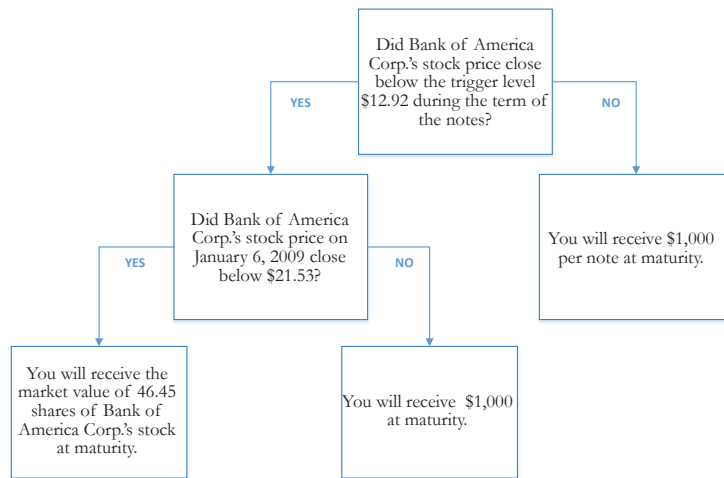 Did Bank of America
Corp.'s stock price close
below the trigger level
$12.92 during the term of
the notes?
YES
NO
Did Bank of America
Corp.'s stock price on
January 6, 2009 close
below $21.53?
You will receive $1,000
per note at maturity.
YES
NO
You will receive the
market value of 46.45
shares of Bank of
America Corp.'s stock
at maturity.
You will receive $1,000
at maturity.